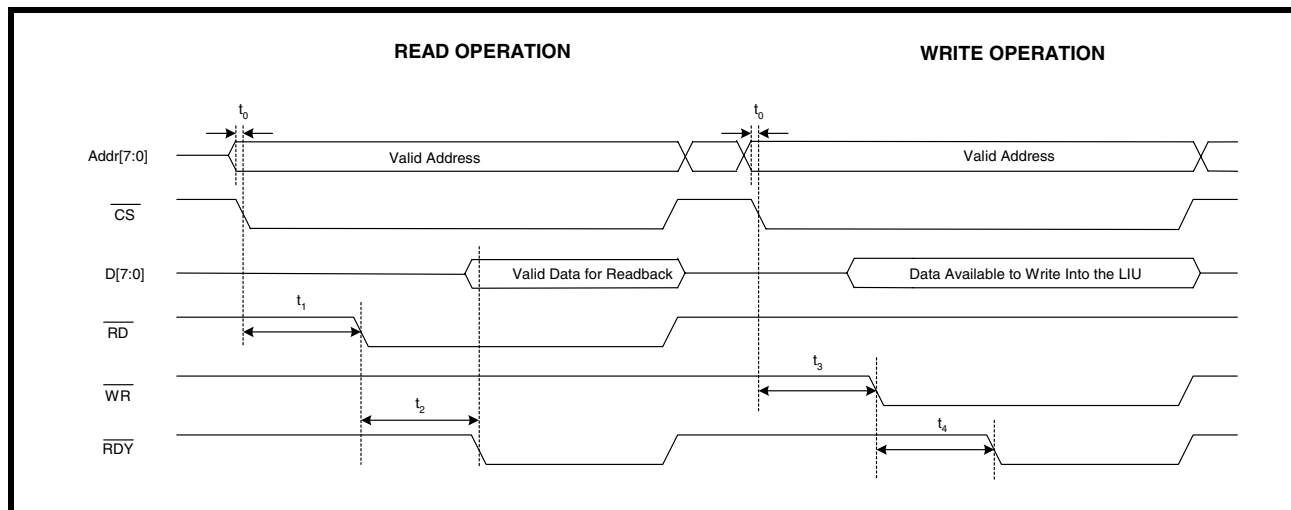 READ OPERATION WRITE OPERATION
t0 t0
Addr[7:0] Valid Address Valid Address
CS
D[7:0] Valid Data for Readback Data Available to Write Into the LIU
t1
RD
t3
WR
t2
t4
RDY